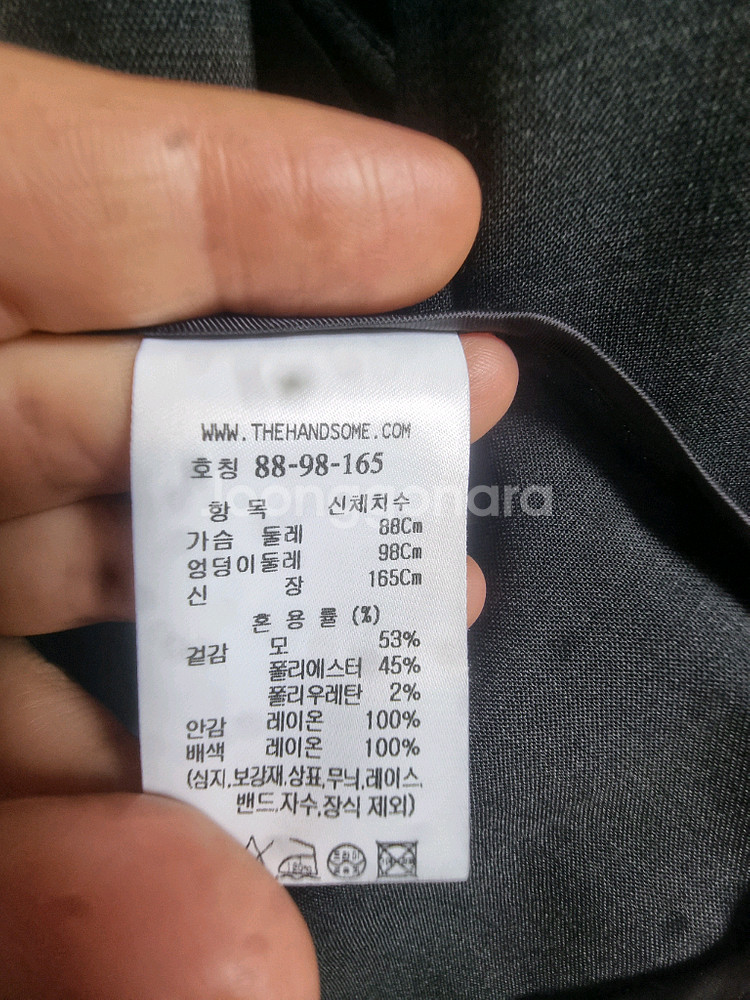 WWW.THEHANDSOME.COM
호칭 88-98-165
Joonggonara
항 목 신체치수
가슴 둘레 88Cm
엉덩이둘레 98Cm
신 장 165Cm
혼 용 률 (%)
겉감 모 53%
폴리에스터 45%
폴리우레탄 2%
안감 레이온 100%
배색 레이온 100%
(심지,보강재,상표,무늬,레이스,
밴드,자수,장식 제외)